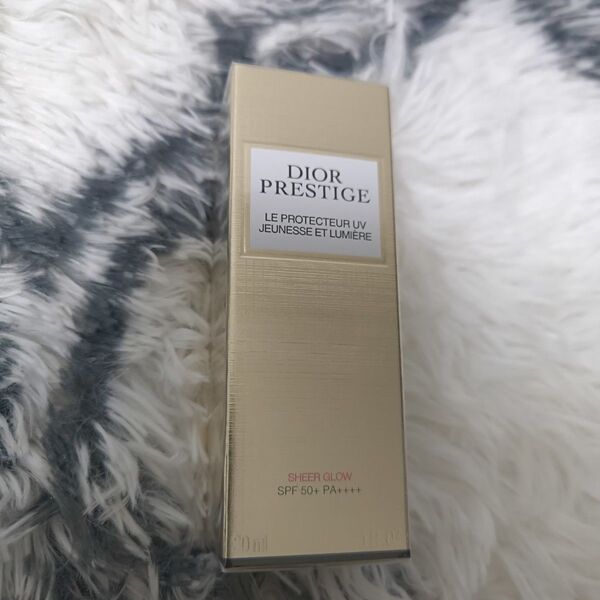 DIOR
PRESTIGE
LE PROTECTEUR UV
JEUNESSE ET LUMIÈRE
SHEER GLOW
SPF 50+ PA++++